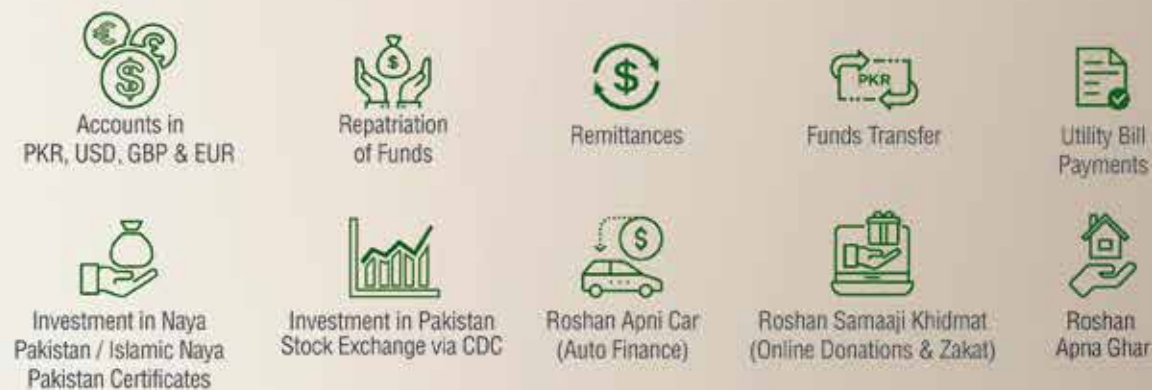 Accounts in
PKR, USD, GBP & EUR
Repatriation
of Funds
Remittances
PKR
Funds Transfer
Utility Bill
Payments
Investment in Naya
Pakistan / Islamic Naya
Pakistan Certificates
Investment in Pakistan
Stock Exchange via CDC
Roshan Apni Car
(Auto Finance)
Roshan Samaaji Khidmat
(Online Donations & Zakat)
Roshan
Apna Ghar